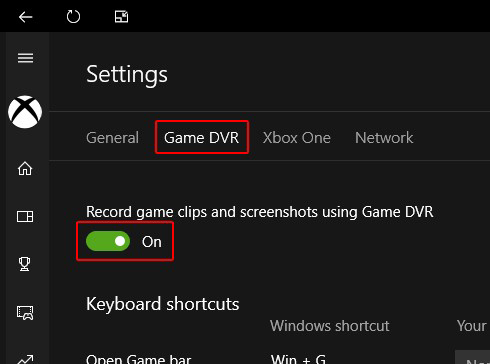 Settings
General Game DVR Xbox One Network
Record game clips and screenshots using Game DVR
On
Keyboard shortcuts
Windows shortcut Your
Open Game bar Win + G